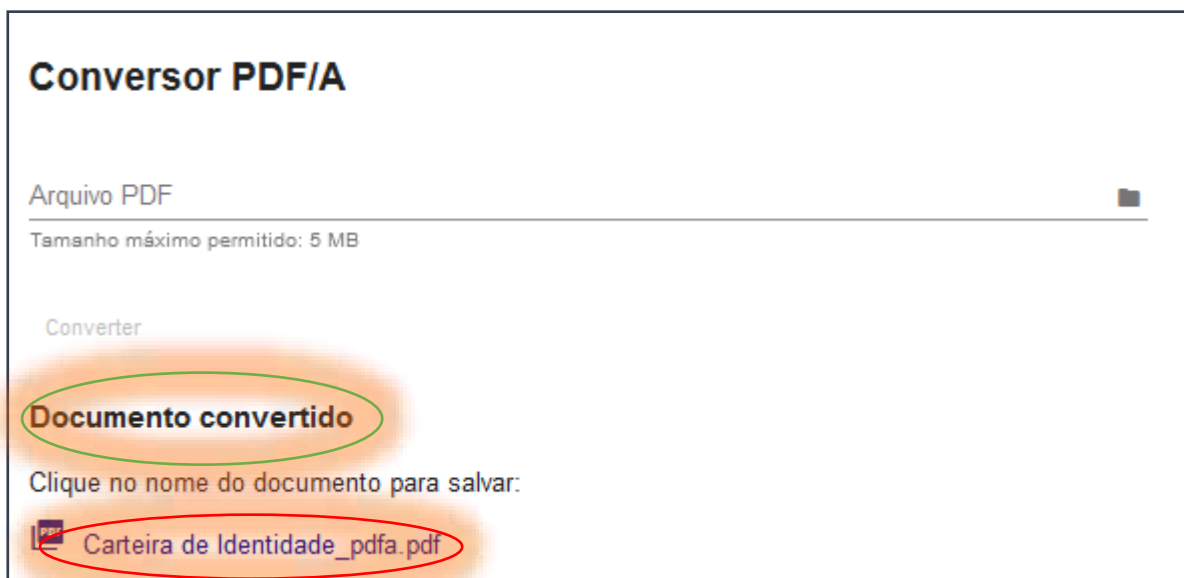 Conversor PDF/A
Arquivo PDF
Tamanho máximo permitido: 5 MB
Converter
Documento convertido
Clique no nome do documento para salvar:
PDF Carteira de Identidade_pdfa.pdf